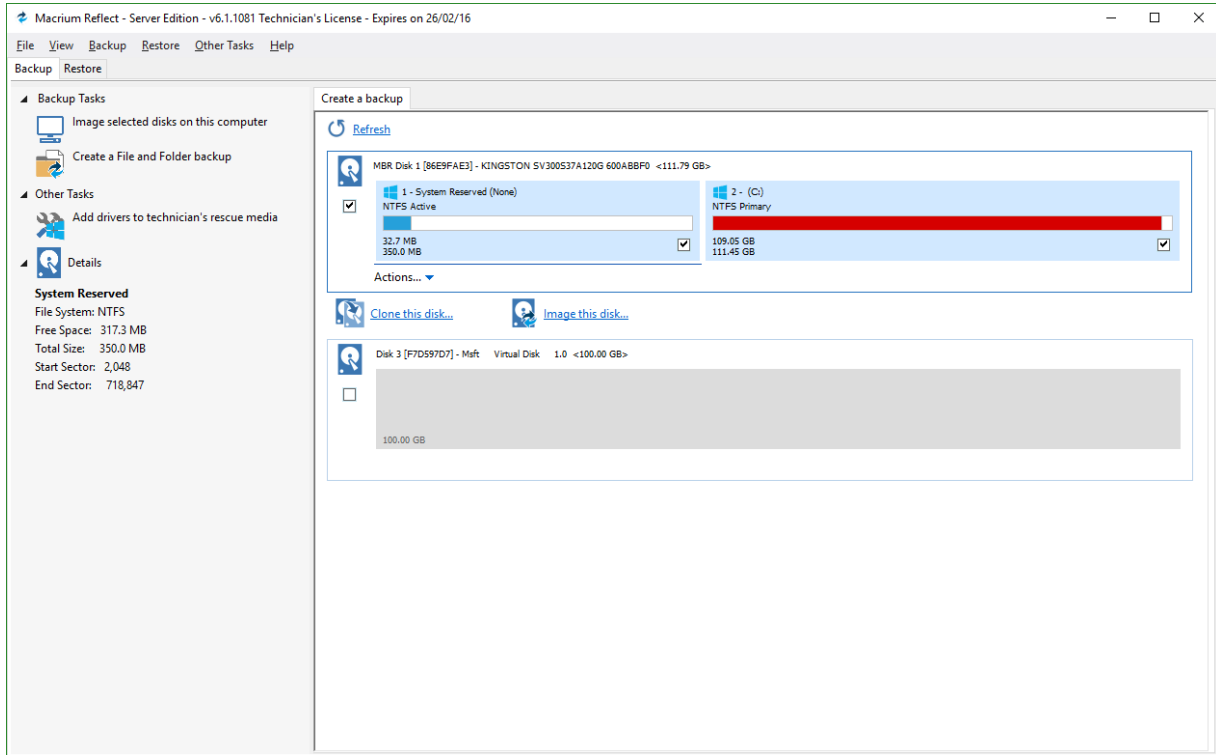 Macrium Reflect - Server Edition - v6.1.1081 Technician's License - Expires on 26/02/16
File View Backup Restore Other Tasks Help
Backup Restore
Backup Tasks
Image selected disks on this computer
Create a File and Folder backup
Other Tasks
Add drivers to technician's rescue media
Details
System Reserved
File System: NTFS
Free Space: 317.3 MB
Total Size: 350.0 MB
Start Sector: 2,048
End Sector: 718,847
Create a backup
Refresh
MBR Disk 1 [86E9FAE3] - KINGSTON SV300S37A120G 600ABBF0 <111.79 GB>
1 - System Reserved (None)
NTFS Active
32.7 MB
350.0 MB
2 - (C:)
NTFS Primary
109.05 GB
111.45 GB
Actions...
Clone this disk... Image this disk...
Disk 3 [F7D597D7] - Msft Virtual Disk 1.0 <100.00 GB>
100.00 GB